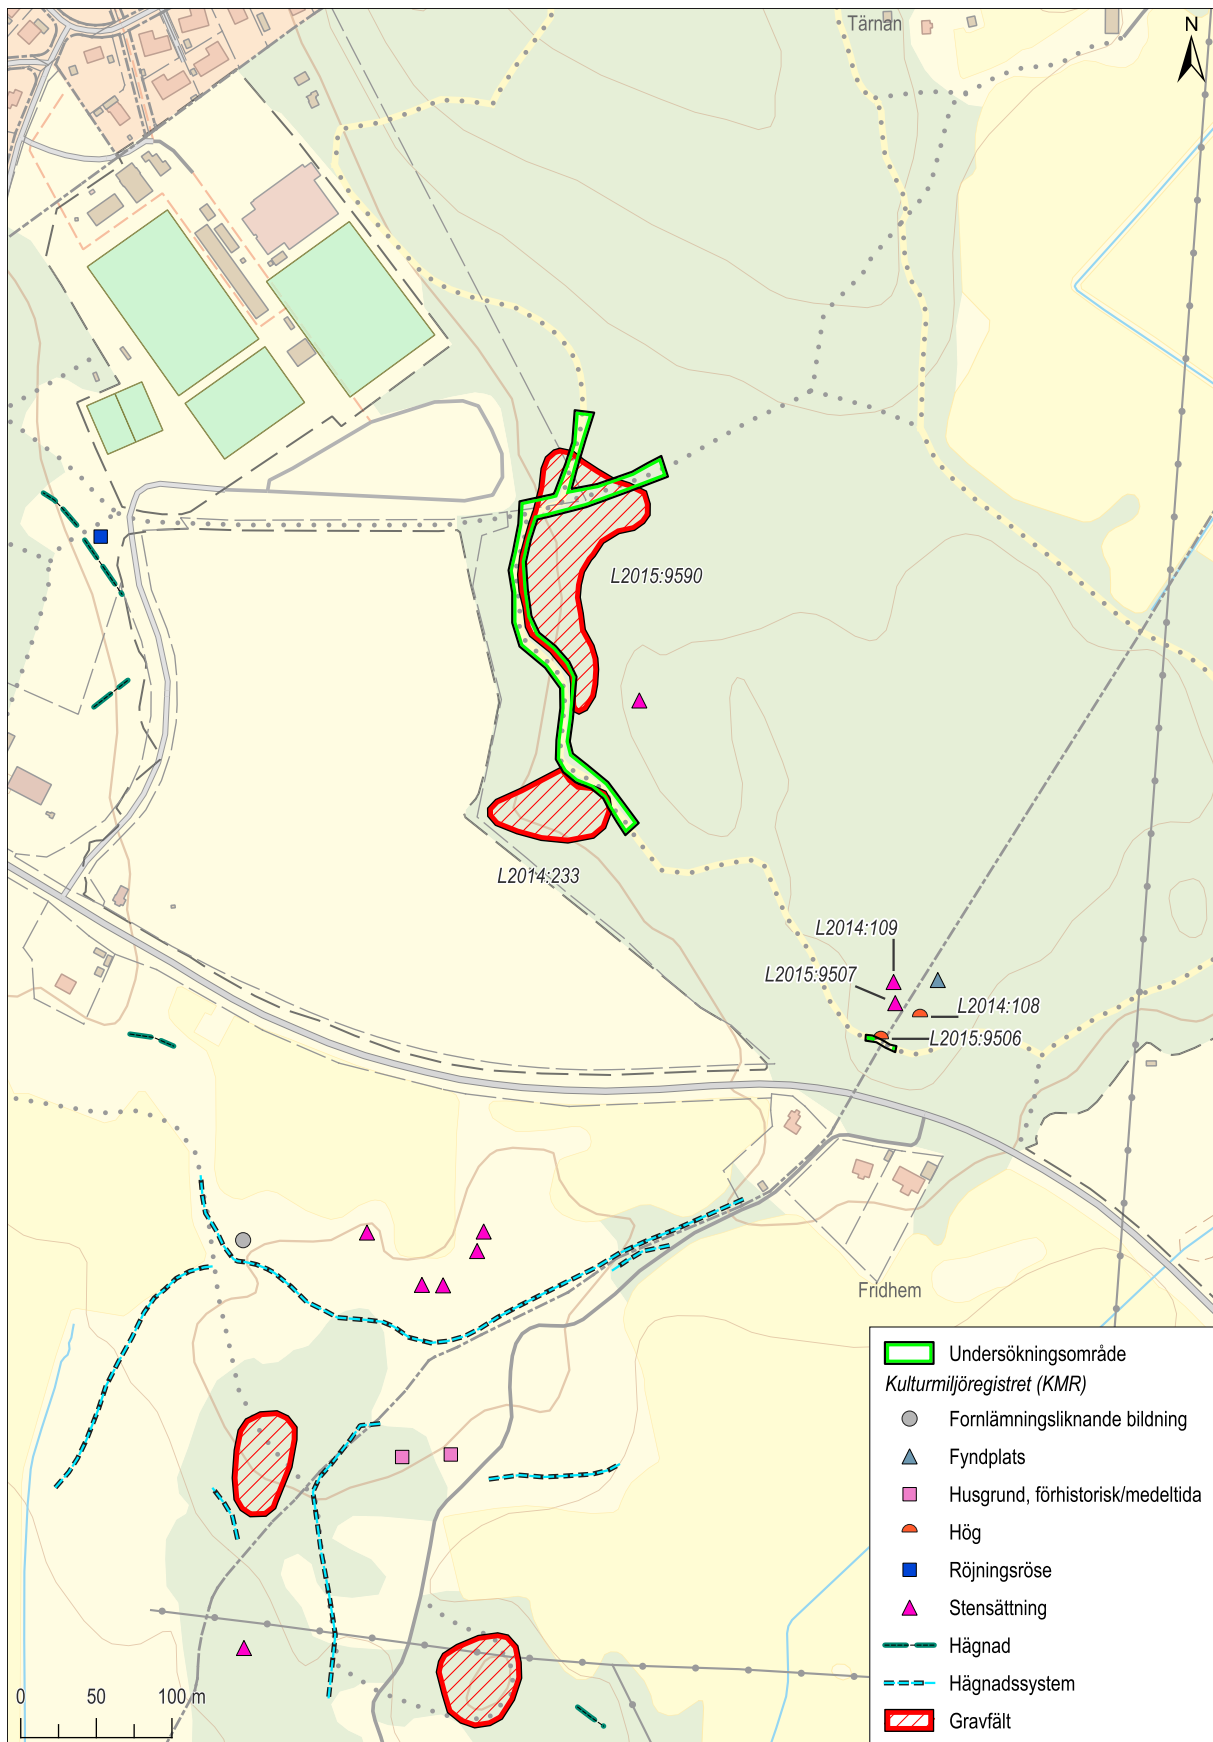 Tärnan
N
L2015:9590
L2014:233
L2014:109
L2015:9507
L2014:108
L2015:9506
Fridhem
Undersökningsområde
Kulturmiljöregistret (KMR)
Fornlämningsliknande bildning
Fyndplats
Husgrund, förhistorisk/medeltida
Hög
Röjningsröse
Stensättning
Hägnad
Hägnadssystem
Gravfält
0 50 100 m